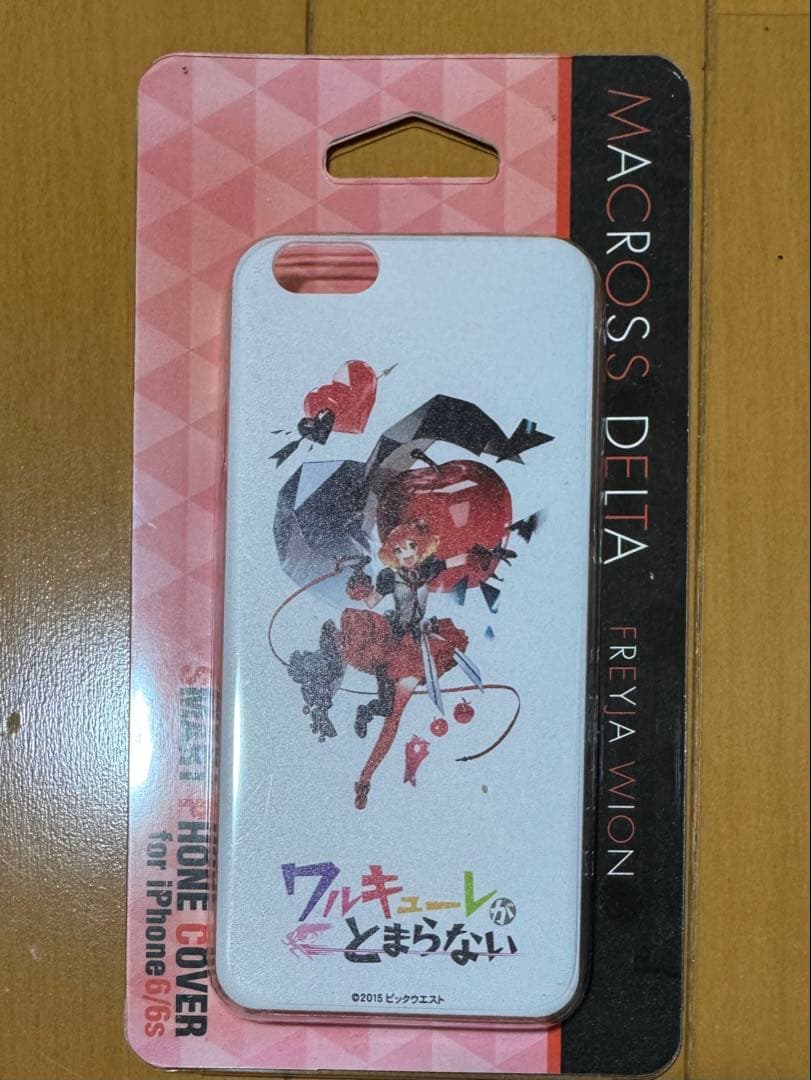 MACROSS DELTA FREYJA WION
ワルキューレが
とまらない
©2015 ビックウエスト
SMART PHONE COVER
for iPhone6/6s